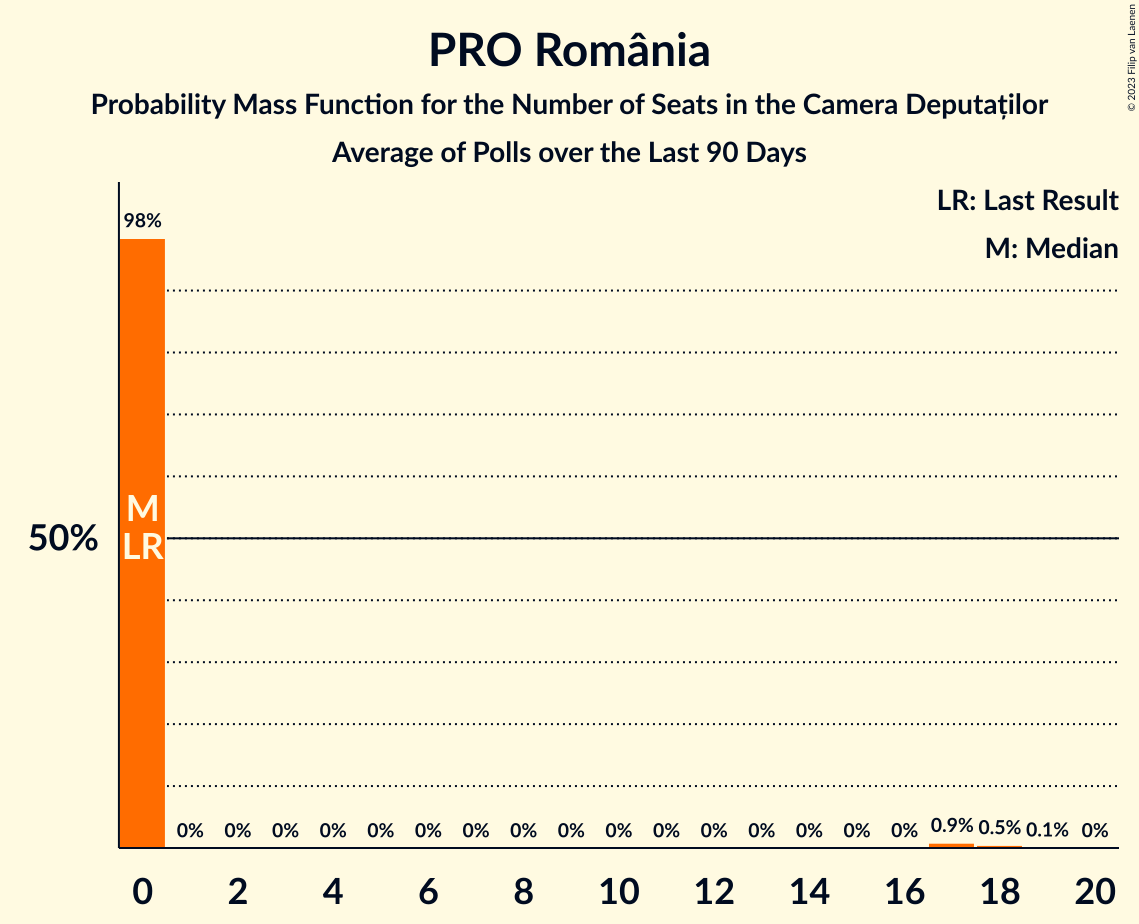 PRO România
Probability Mass Function for the Number of Seats in the Camera Deputaților
Average of Polls over the Last 90 Days
© 2023 Filip van Laenen
LR: Last Result
M: Median
98%
M
LR
50%
0% 0% 0% 0% 0% 0% 0% 0% 0% 0% 0% 0% 0% 0% 0% 0% 0.9% 0.5% 0.1% 0%
0 2 4 6 8 10 12 14 16 18 20